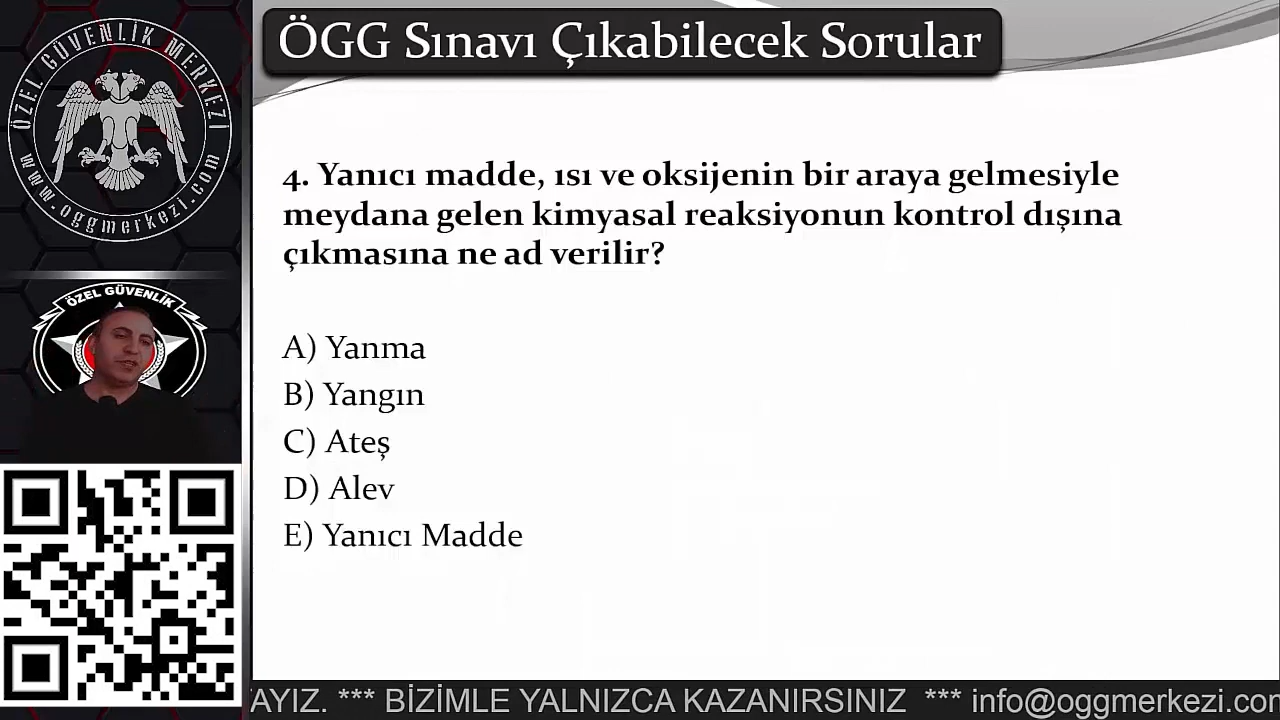 ÖZEL GÜVENLİK MERKEZİ
www.oggmerkezi.com
ÖZEL GÜVENLİK
ÖGG Sınavı Çıkabilecek Sorular
4. Yanıcı madde, ısı ve oksijenin bir araya gelmesiyle
meydana gelen kimyasal reaksiyonun kontrol dışına
çıkmasına ne ad verilir?
A) Yanma
B) Yangın
C) Ateş
D) Alev
E) Yanıcı Madde
AYIZ. *** BİZİMLE YALNIZCA KAZANIRSINIZ *** info@oggmerkezi.com